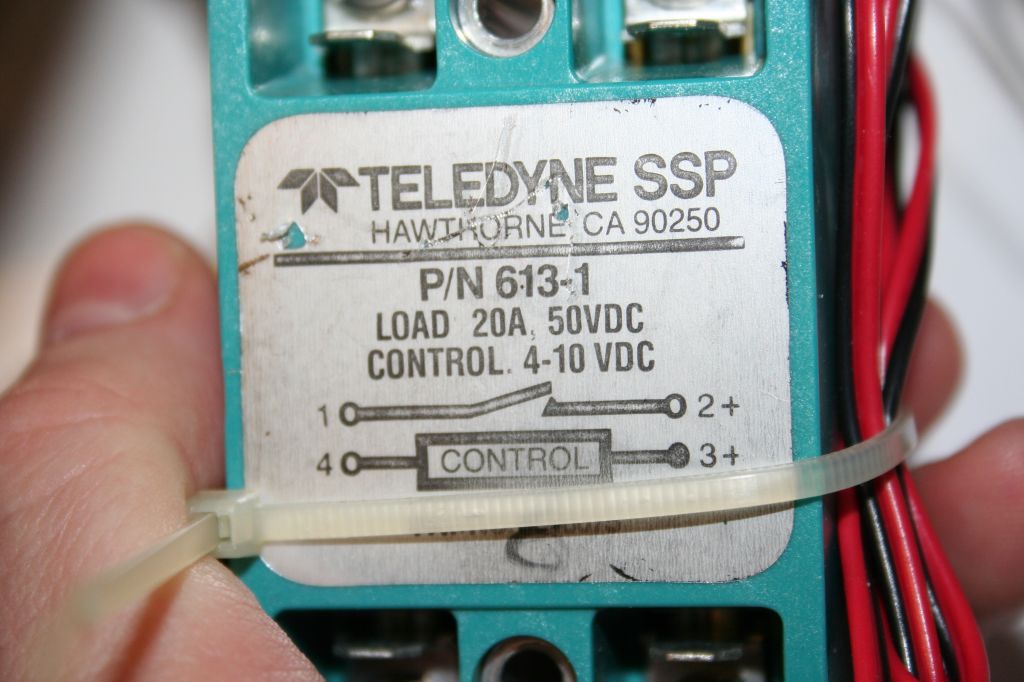 TELEDYNE SSP
HAWTHORNE, CA 90250
P/N 613-1
LOAD 20A, 50VDC
CONTROL. 4-10 VDC
1 2+
4 CONTROL 3+